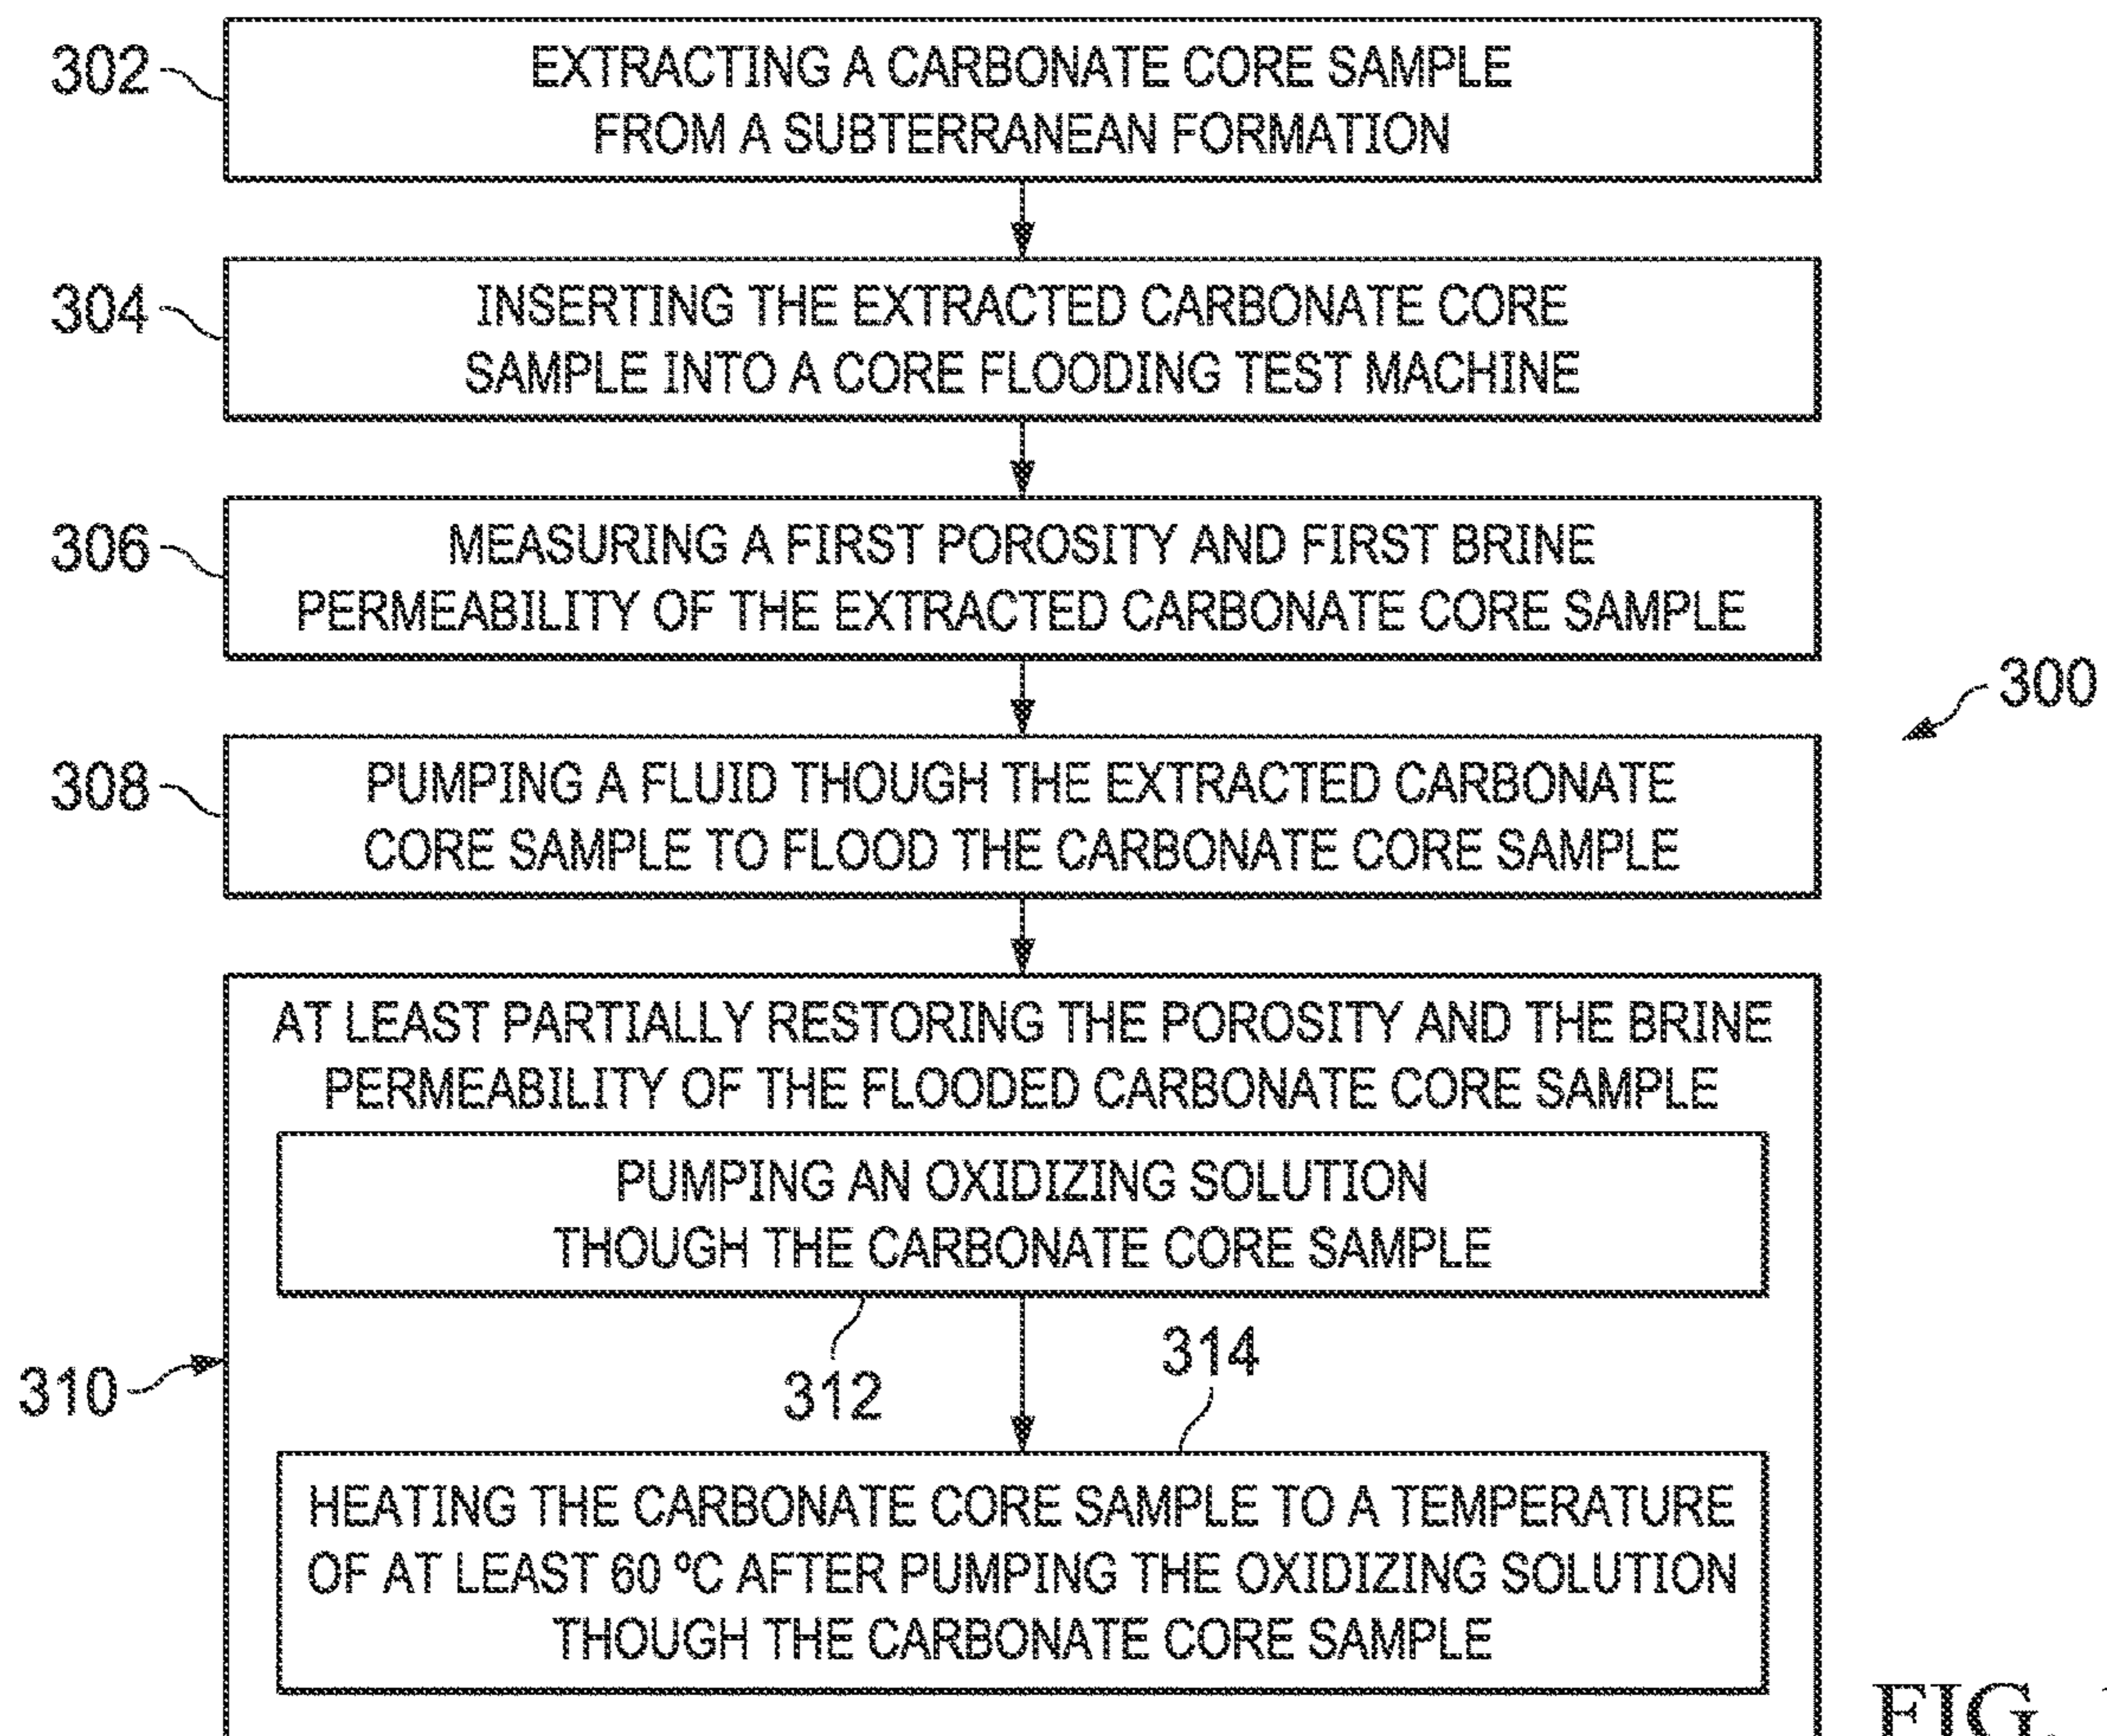 302
EXTRACTING A CARBONATE CORE SAMPLE
FROM A SUBTERRANEAN FORMATION
304
INSERTING THE EXTRACTED CARBONATE CORE
SAMPLE INTO A CORE FLOODING TEST MACHINE
306
MEASURING A FIRST POROSITY AND FIRST BRINE
PERMEABILITY OF THE EXTRACTED CARBONATE CORE SAMPLE
300
308
PUMPING A FLUID THOUGH THE EXTRACTED CARBONATE
CORE SAMPLE TO FLOOD THE CARBONATE CORE SAMPLE
310
AT LEAST PARTIALLY RESTORING THE POROSITY AND THE BRINE
PERMEABILITY OF THE FLOODED CARBONATE CORE SAMPLE
PUMPING AN OXIDIZING SOLUTION
THOUGH THE CARBONATE CORE SAMPLE
312
314
HEATING THE CARBONATE CORE SAMPLE TO A TEMPERATURE
OF AT LEAST 60 ºC AFTER PUMPING THE OXIDIZING SOLUTION
THOUGH THE CARBONATE CORE SAMPLE
FIG.